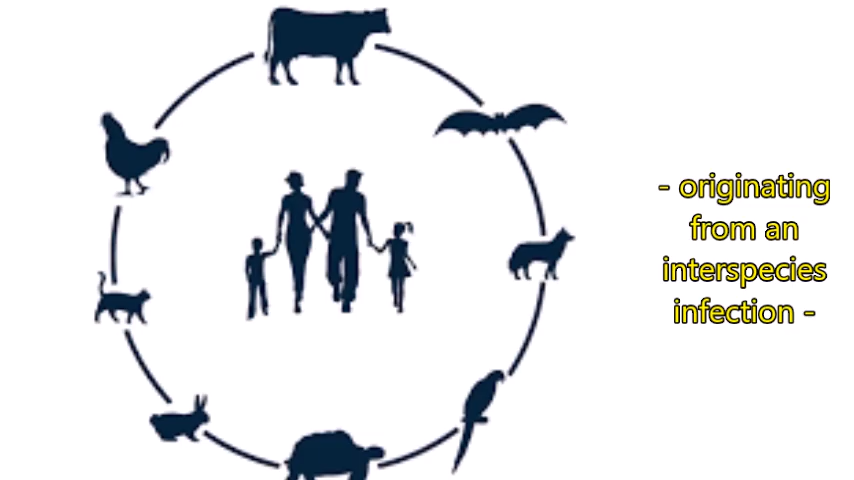 - originating
from an
interspecies
infection -